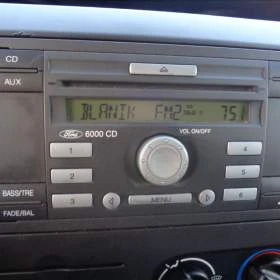 CD
AUX
BLANIK FM2 75
Ford 6000 CD
VOL ON/OFF
1
4
2
5
3
MENU
6
BASS/TRE
FADE/BAL